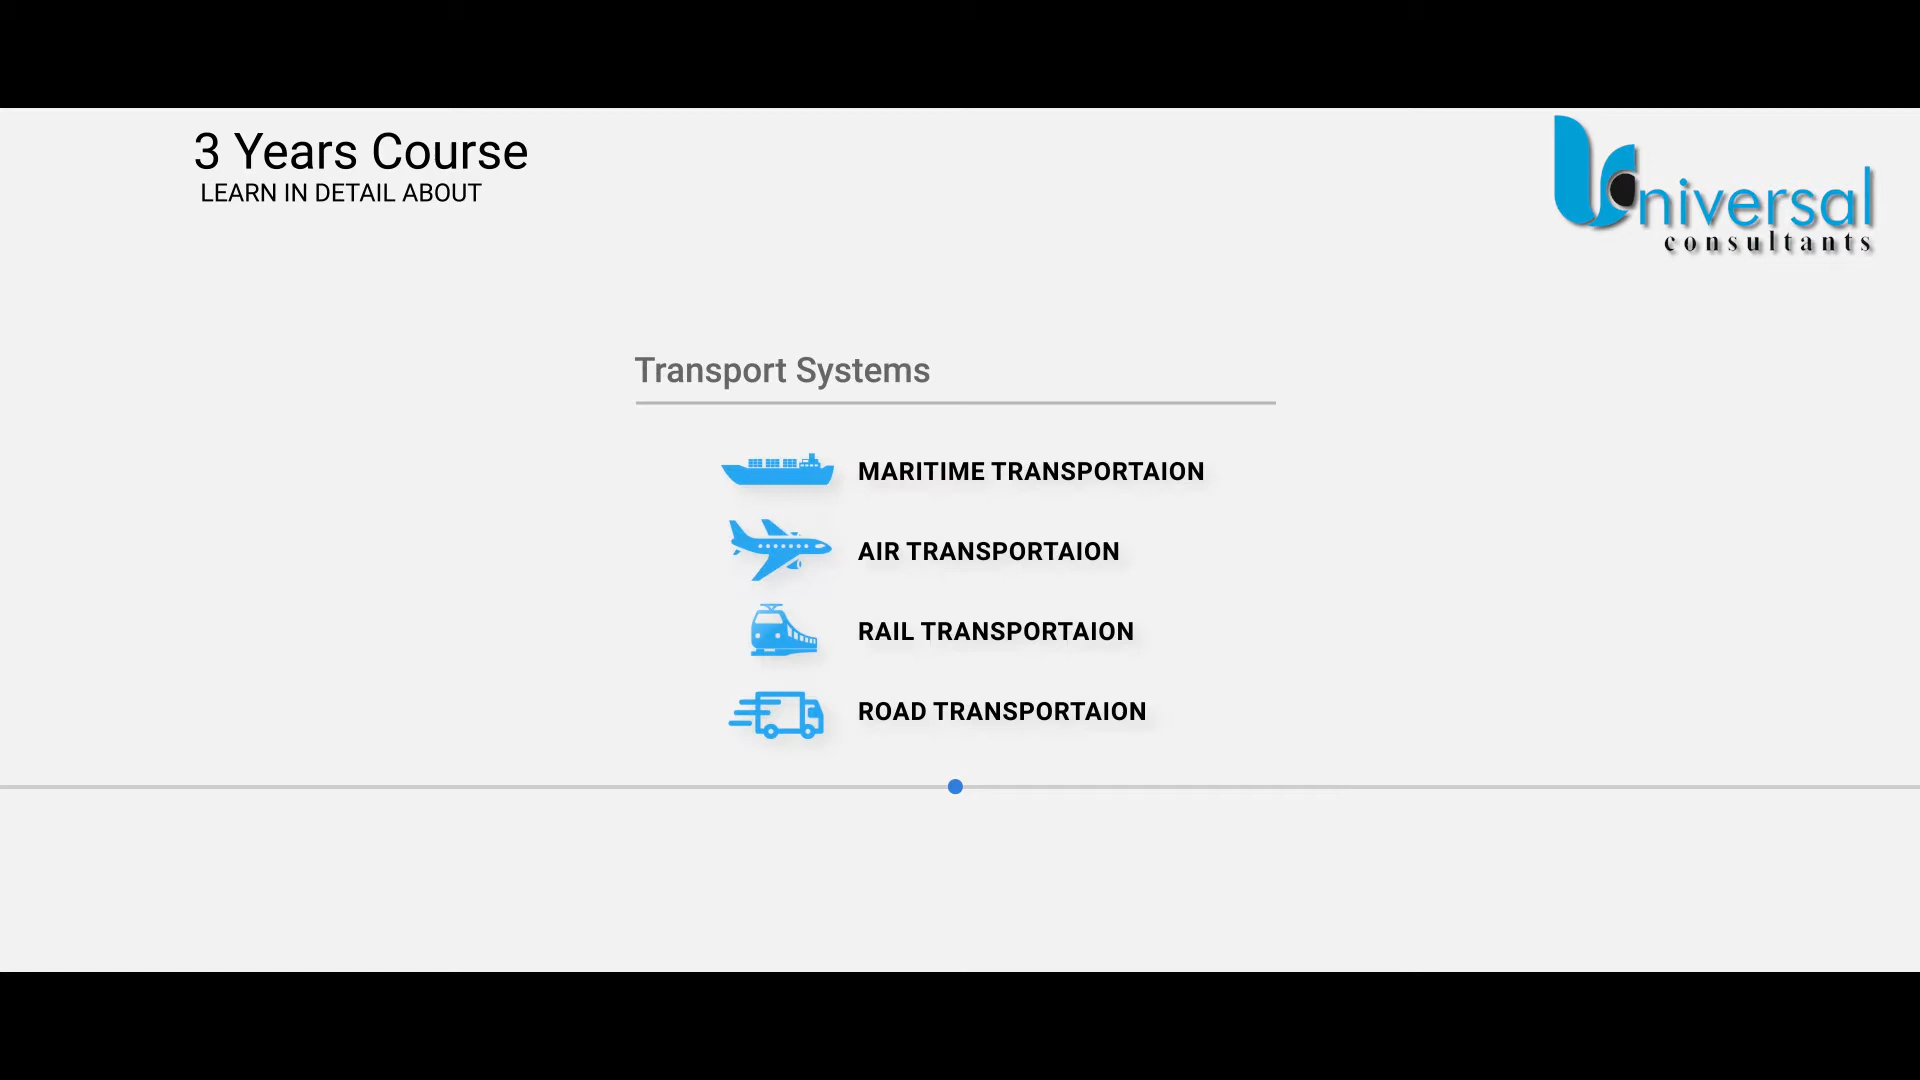 3 Years Course
LEARN IN DETAIL ABOUT
Universal
consultants
Transport Systems
MARITIME TRANSPORTAION
AIR TRANSPORTAION
RAIL TRANSPORTAION
ROAD TRANSPORTAION